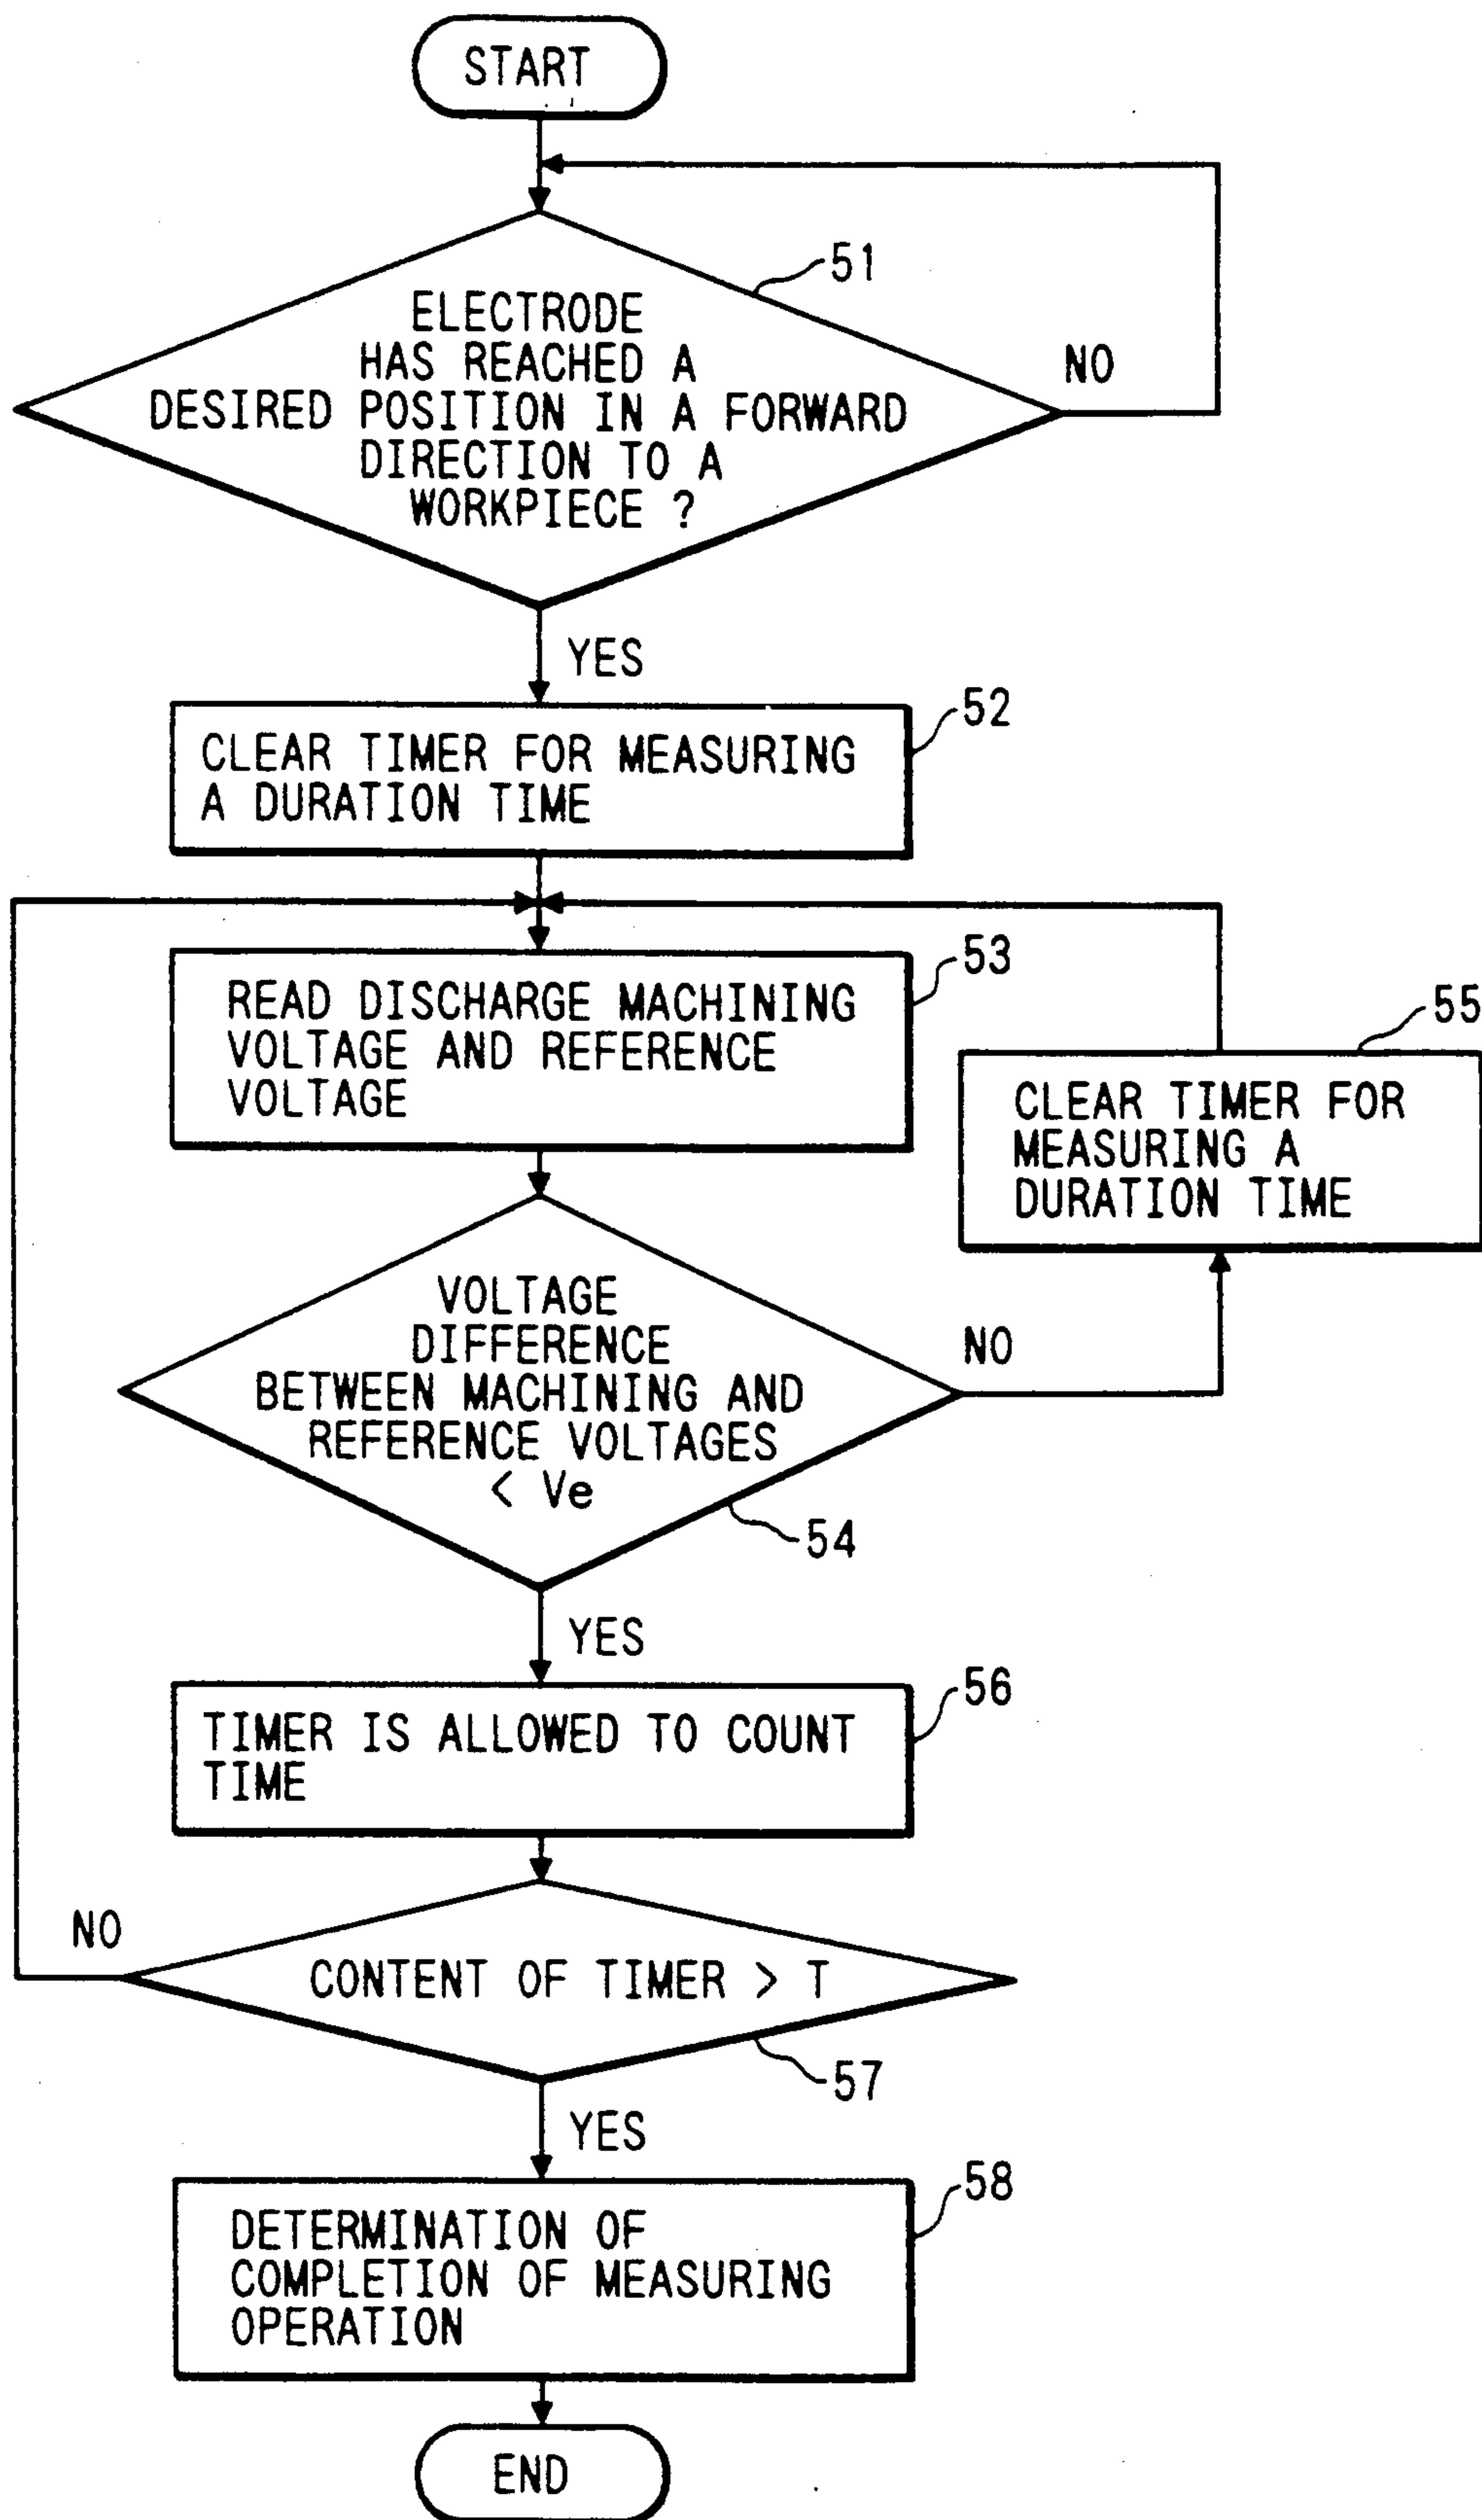 START
51
ELECTRODE
HAS REACHED A
DESIRED POSITION IN A FORWARD
DIRECTION TO A
WORKPIECE ?
NO
YES
52
CLEAR TIMER FOR MEASURING
A DURATION TIME
53
READ DISCHARGE MACHINING
VOLTAGE AND REFERENCE
VOLTAGE
55
CLEAR TIMER FOR
MEASURING A
DURATION TIME
VOLTAGE
DIFFERENCE
BETWEEN MACHINING AND
REFERENCE VOLTAGES
< Ve
NO
54
YES
56
TIMER IS ALLOWED TO COUNT
TIME
NO
CONTENT OF TIMER > T
57
YES
58
DETERMINATION OF
COMPLETION OF MEASURING
OPERATION
END